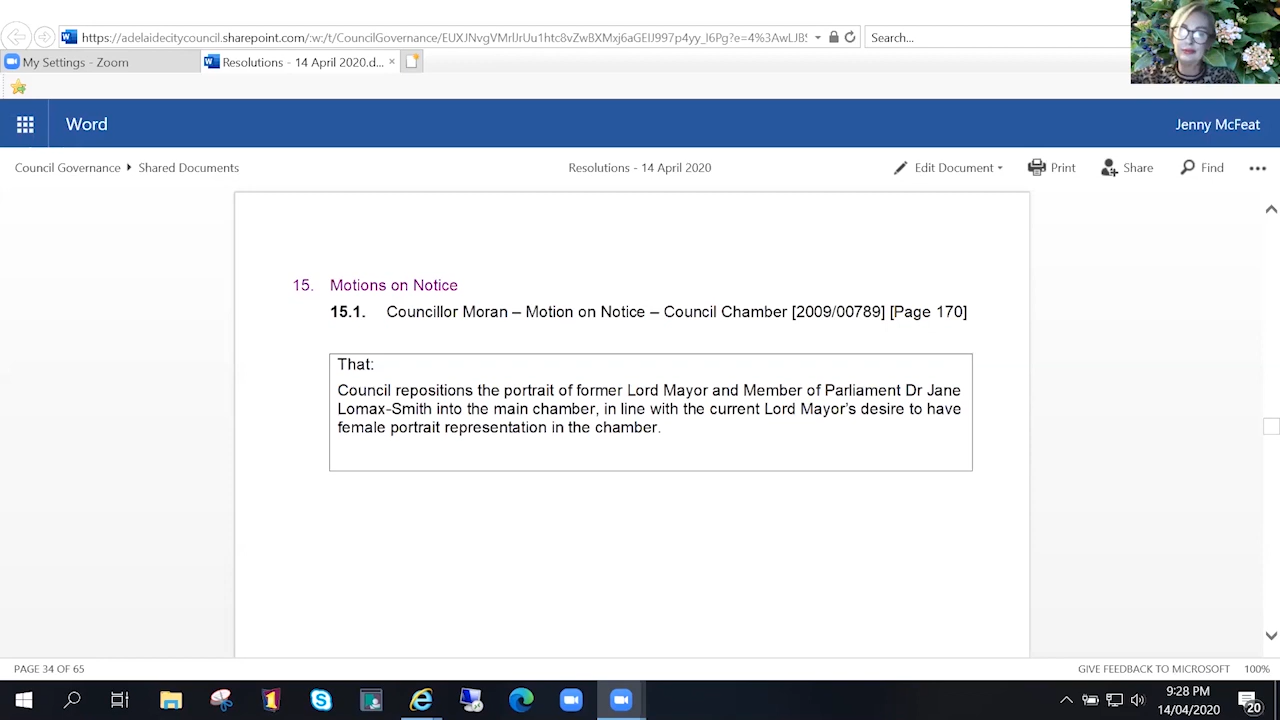 https://adelaidecitycouncil.sharepoint.com/:w:/t/CouncilGovernance/
Search...
My Settings - Zoom
Resolutions - 14 April 2020.d...
Word
Jenny McFeat
Council Governance Shared Documents
Resolutions - 14 April 2020
Edit Document
Print
Share
Find
15. Motions on Notice
15.1. Councillor Moran – Motion on Notice – Council Chamber [2009/00789] [Page 170]
That:
Council repositions the portrait of former Lord Mayor and Member of Parliament Dr Jane
Lomax-Smith into the main chamber, in line with the current Lord Mayor's desire to have
female portrait representation in the chamber.
PAGE 34 OF 65
GIVE FEEDBACK TO MICROSOFT 100%
9:28 PM
14/04/2020
20